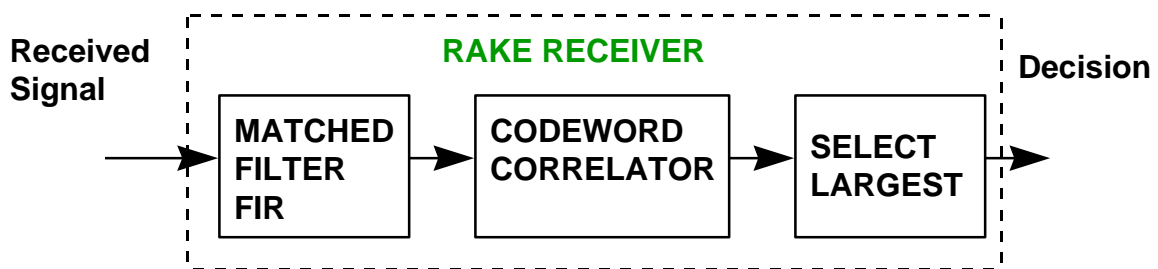 Received
Signal
RAKE RECEIVER
MATCHED
FILTER
FIR
CODEWORD
CORRELATOR
SELECT
LARGEST
Decision